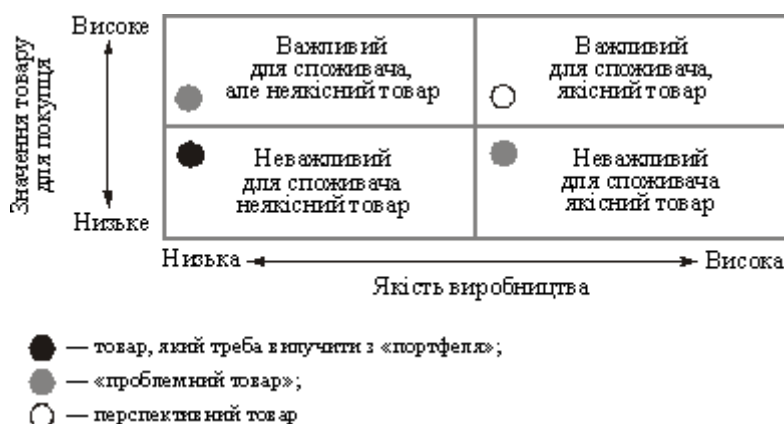 Високе
Значення товару
для покупця
Низьке
Важливий
для споживача,
але неякісний товар
Важливий
для споживача,
якісний товар
Неважливий
для споживача
неякісний товар
Неважливий
для споживача
якісний товар
Низька
Висока
Якість виробництва
— товар, який треба вилучити з «портфеля»;
— «проблемний товар»;
— перспективний товар